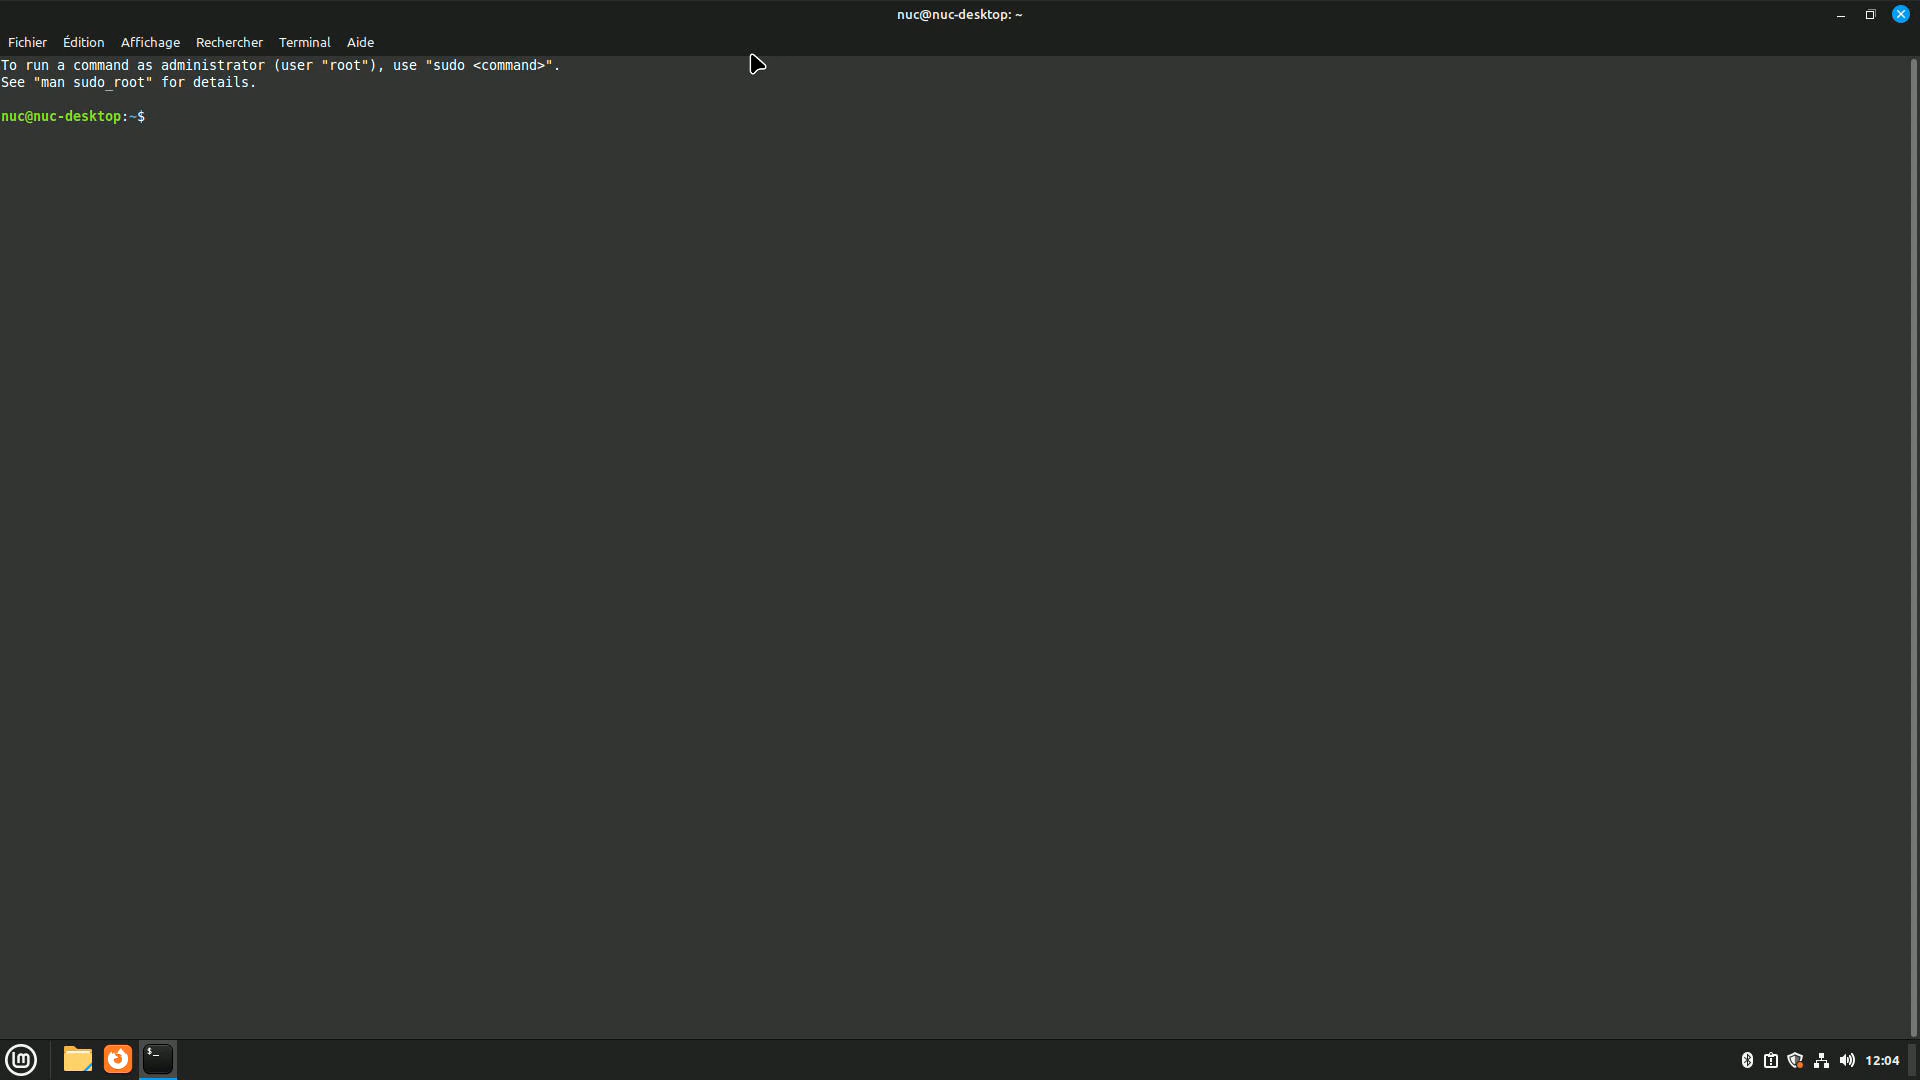 nuc@nuc-desktop: ~
Fichier Édition Affichage Rechercher Terminal Aide
To run a command as administrator (user "root"), use "sudo <command>".
See "man sudo_root" for details.
nuc@nuc-desktop:~$
$_
lm
12:04